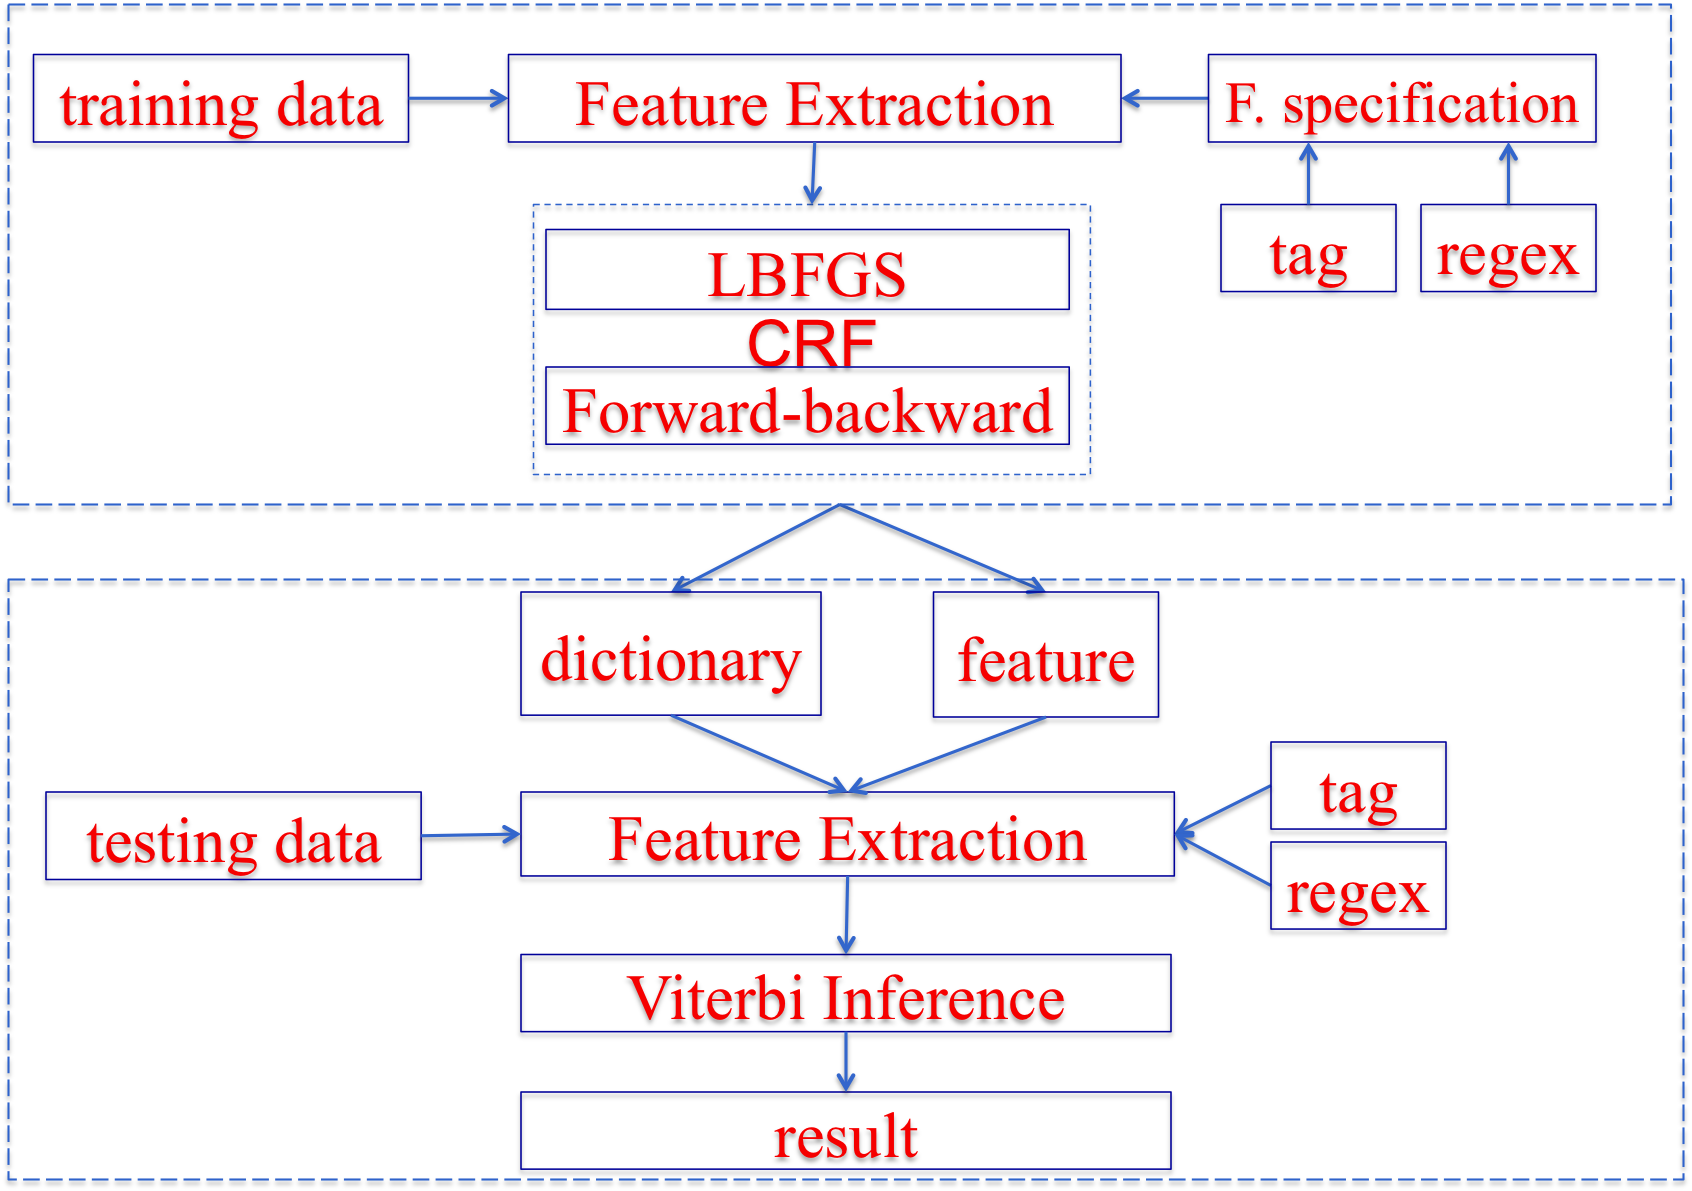 training data
Feature Extraction
F. specification
tag
regex
LBFGS
CRF
Forward-backward
dictionary
feature
tag
testing data
Feature Extraction
regex
Viterbi Inference
result